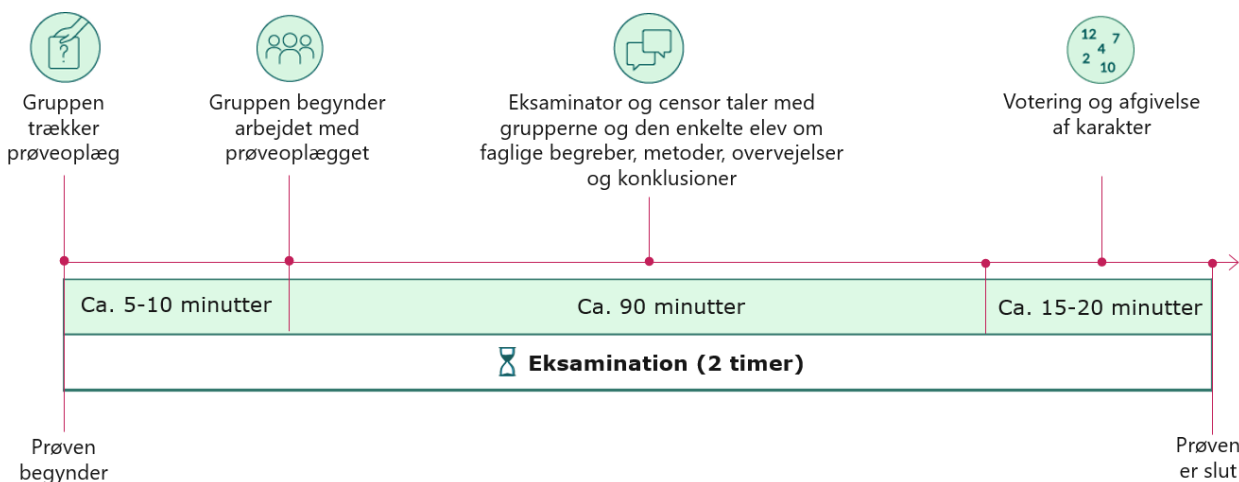 ?
12 7
4
2
10
Gruppen
trækker
prøveoplæg
Gruppen begynder
arbejdet med
prøveoplægget
Eksaminator og censor taler med
grupperne og den enkelte elev om
faglige begreber, metoder, overvejelser
og konklusioner
Votering og afgivelse
af karakter
Ca. 5-10 minutter
Ca. 90 minutter
Ca. 15-20 minutter
Eksamination (2 timer)
Prøven
begynder
Prøven
er slut